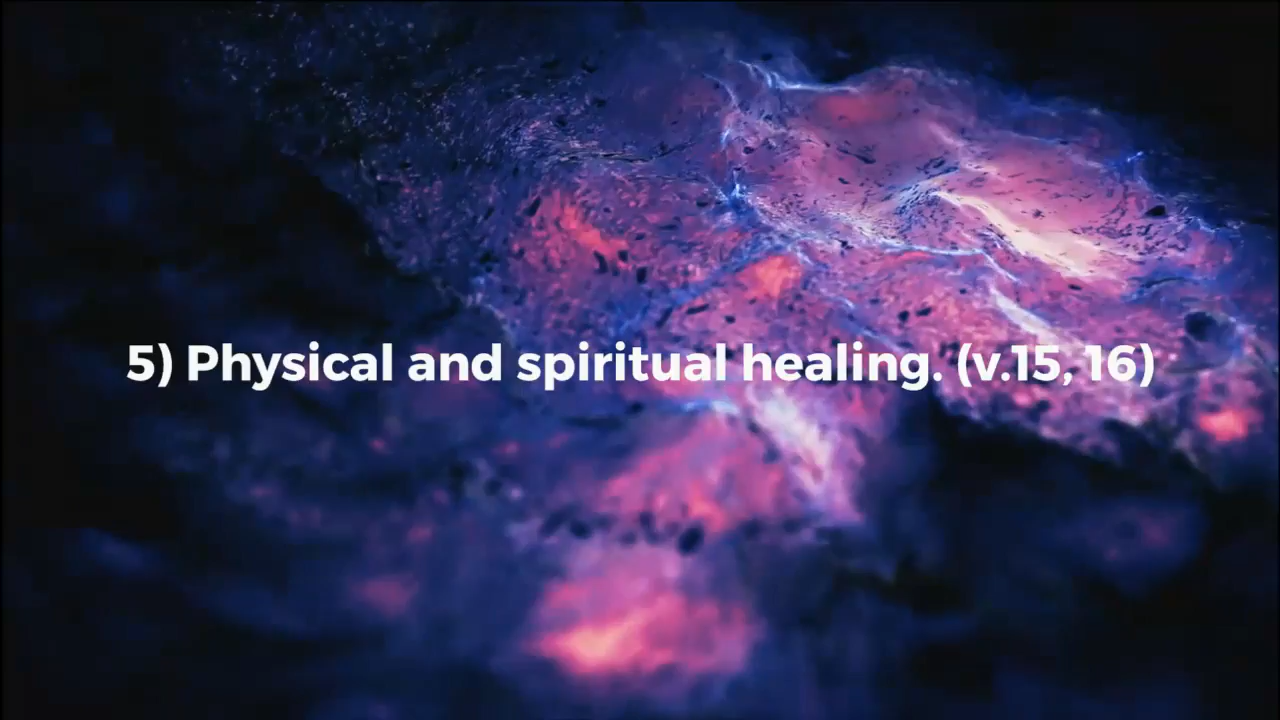 5) Physical and spiritual healing. (v.15, 16)